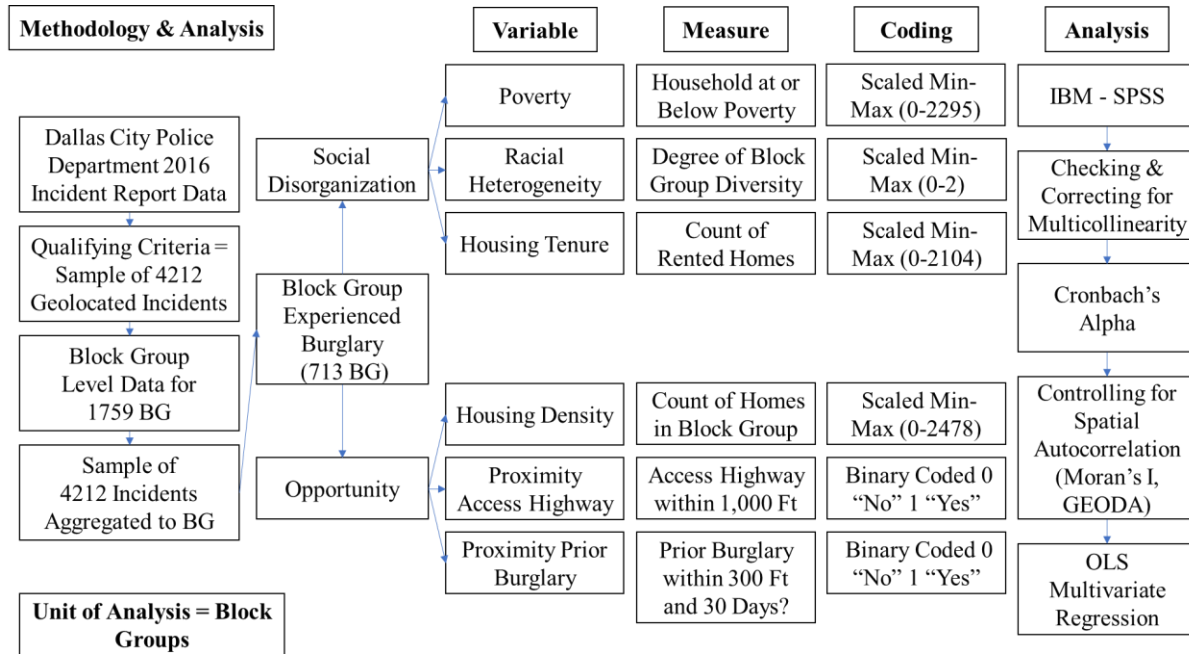 Methodology & Analysis
Dallas City Police
Department 2016
Incident Report Data
Qualifying Criteria =
Sample of 4212
Geolocated Incidents
Block Group
Level Data for
1759 BG
Sample of
4212 Incidents
Aggregated to BG
Unit of Analysis = Block
Groups
Social
Disorganization
Block Group
Experienced
Burglary
(713 BG)
Opportunity
Variable
Poverty
Racial
Heterogeneity
Housing Tenure
Housing Density
Proximity
Access Highway
Proximity Prior
Burglary
Measure
Household at or
Below Poverty
Degree of Block
Group Diversity
Count of
Rented Homes
Count of Homes
in Block Group
Access Highway
within 1,000 Ft
Prior Burglary
within 300 Ft
and 30 Days?
Coding
Scaled Min-
Max (0-2295)
Scaled Min-
Max (0-2)
Scaled Min-
Max (0-2104)
Scaled Min-
Max (0-2478)
Binary Coded 0
“No” 1 “Yes”
Binary Coded 0
“No” 1 “Yes”
Analysis
IBM - SPSS
Checking &
Correcting for
Multicollinearity
Cronbach’s
Alpha
Controlling for
Spatial
Autocorrelation
(Moran’s I,
GEODA)
OLS
Multivariate
Regression